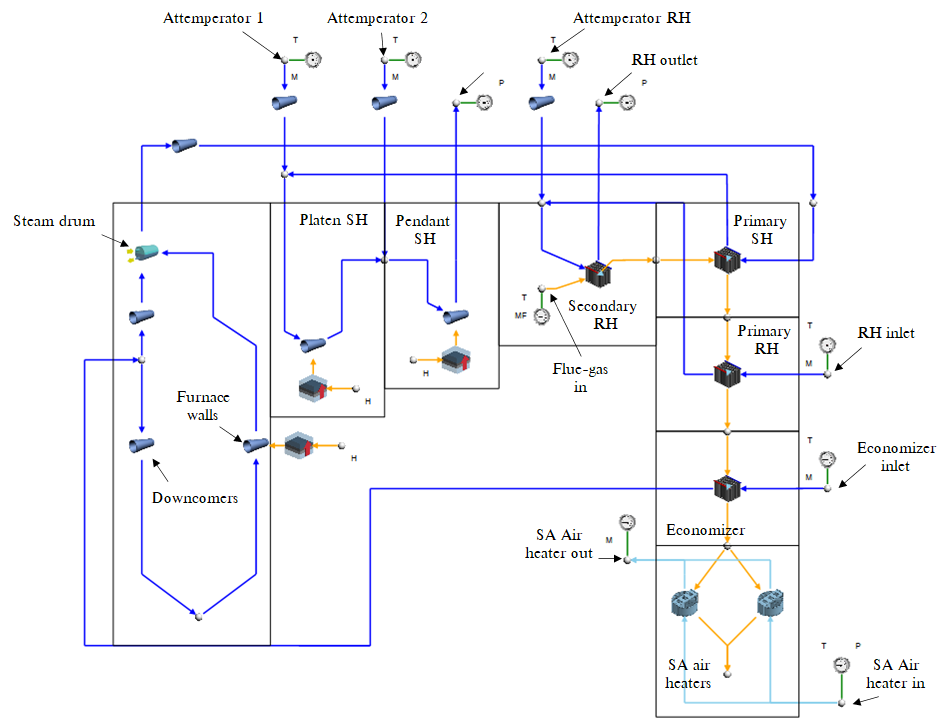 Attemperator 1
Attemperator 2
Attemperator RH
RH outlet
T
T
T
M
M
M
P
P
Steam drum
Platen SH
Pendant
SH
Primary
SH
Secondary
RH
T
MF
Flue-gas
in
Primary
RH
T
M
RH inlet
H
H
Furnace
walls
H
Downcomers
T
M
Economizer
inlet
Economizer
SA Air
heater out
M
SA air
heaters
T
P
SA Air
heater in